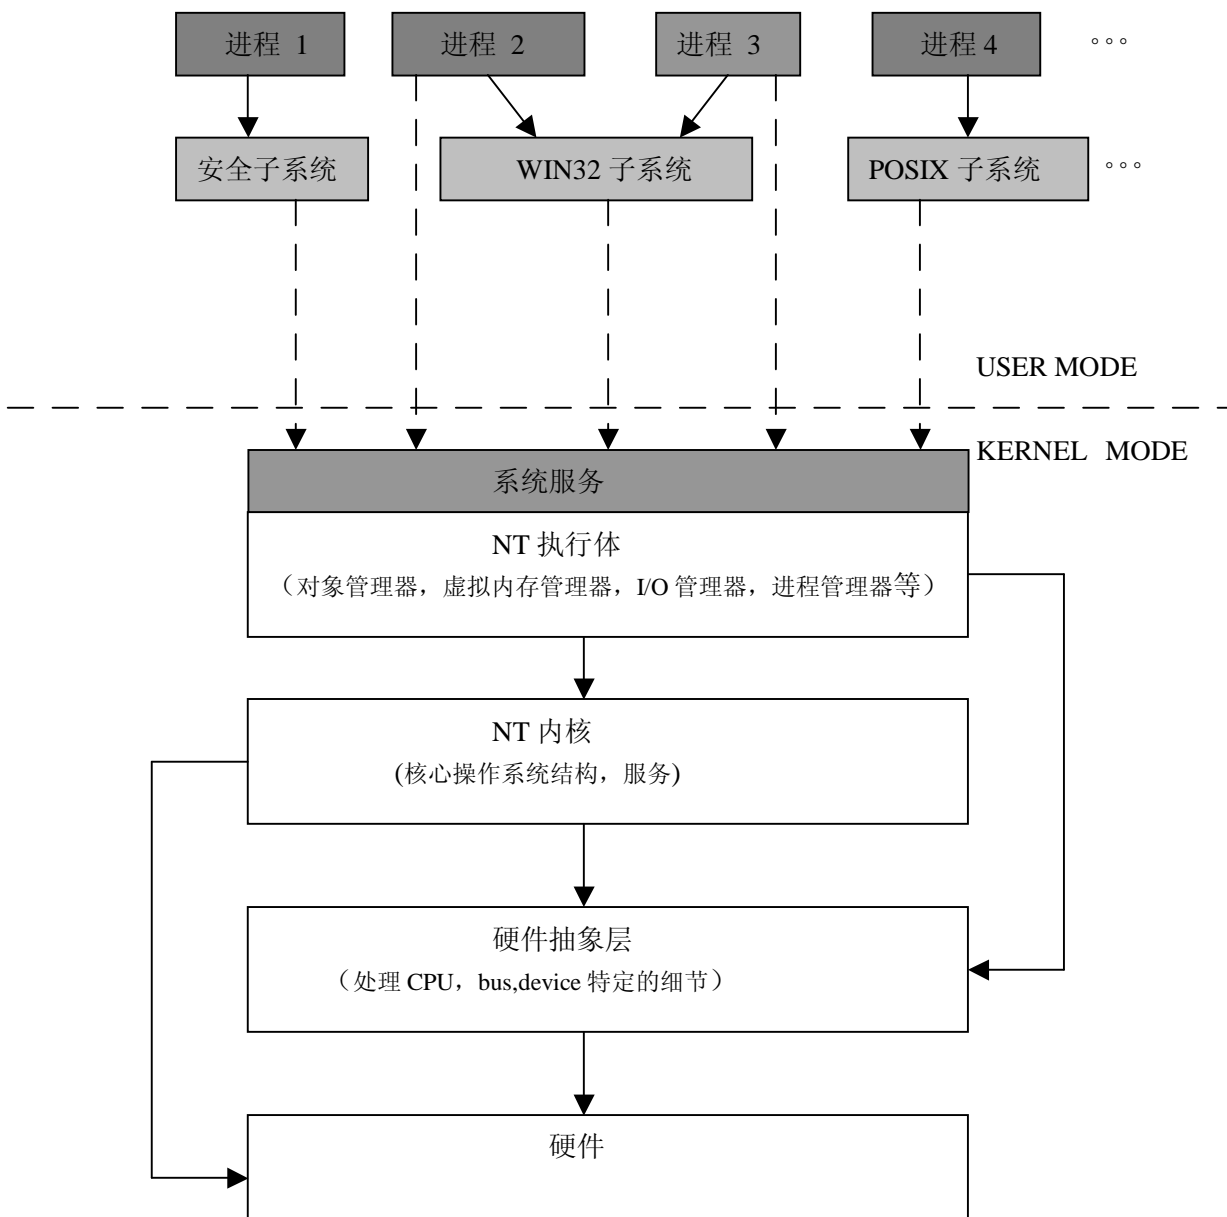 进程 1
进程 2
进程 3
进程 4
。。。
安全子系统
WIN32 子系统
POSIX 子系统
。。。
USER MODE
KERNEL MODE
系统服务
NT 执行体
（对象管理器，虚拟内存管理器，I/O 管理器，进程管理器等）
NT 内核
(核心操作系统结构，服务)
硬件抽象层
（处理 CPU，bus,device 特定的细节）
硬件